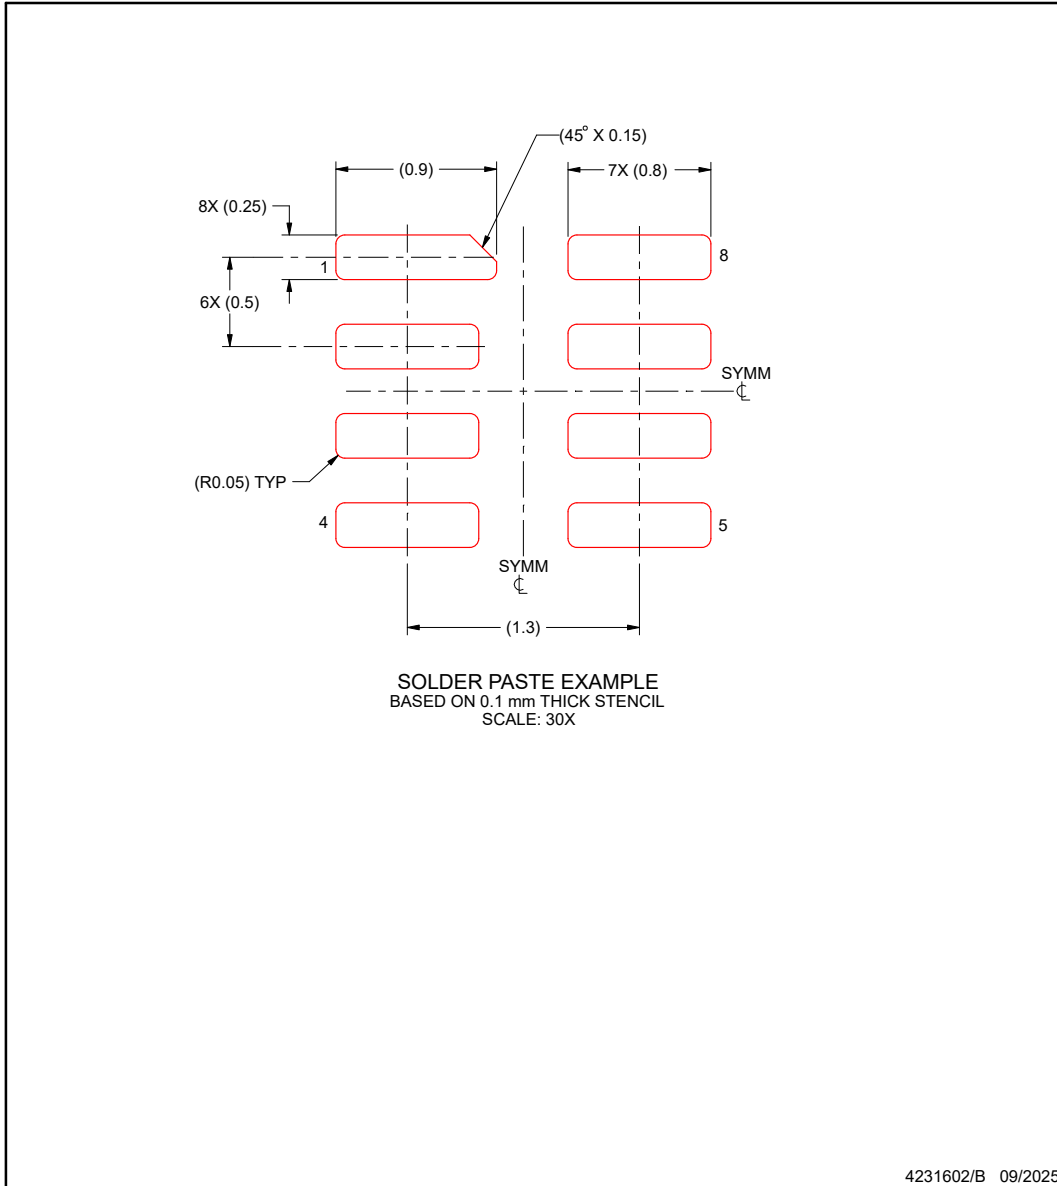 (45° X 0.15)
(0.9)
7X (0.8)
8X (0.25)
1
8
6X (0.5)
SYMM
℄
(R0.05) TYP
4
5
SYMM
℄
(1.3)
SOLDER PASTE EXAMPLE
BASED ON 0.1 mm THICK STENCIL
SCALE: 30X
4231602/B 09/2025